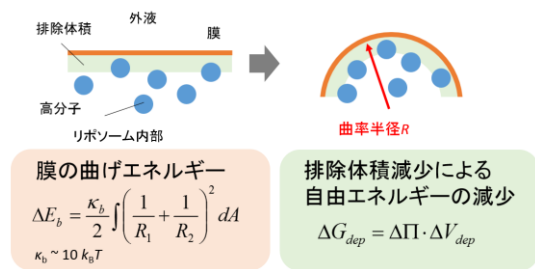 外液
排除体積
膜
高分子
リポソーム内部
曲率半径R
膜の曲げエネルギー
ΔE_b = κ_b/2 ∫(1/R₁ + 1/R₂)² dA
κ_b ~ 10 k_BT
排除体積減少による
自由エネルギーの減少
ΔG_dep = ΔΠ · ΔV_dep